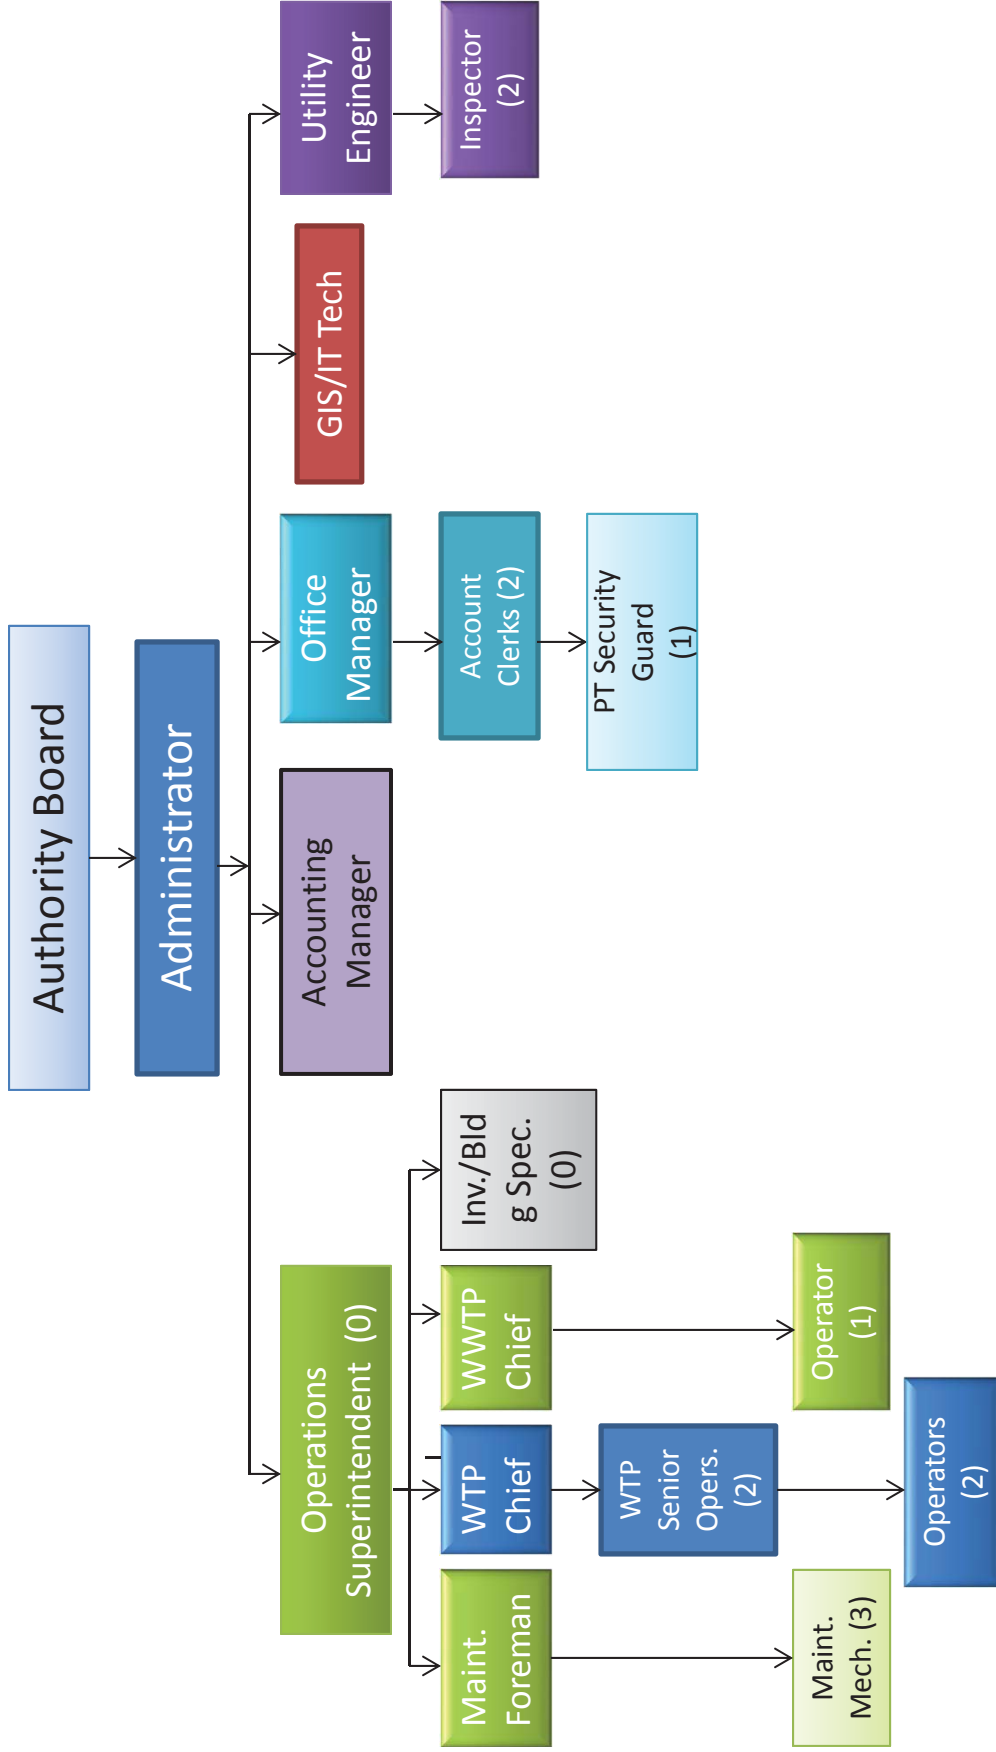 Authority Board
Administrator
Operations
Superintendent (0)
Accounting
Manager
Office
Manager
GIS/IT Tech
Utility
Engineer
Maint.
Foreman
WTP
Chief
WWTP
Chief
Inv./Bld
g Spec.
(0)
Account
Clerks (2)
Inspector
(2)
WTP
Senior
Opers.
(2)
PT Security
Guard
(1)
Maint.
Mech. (3)
Operator
(1)
Operators
(2)